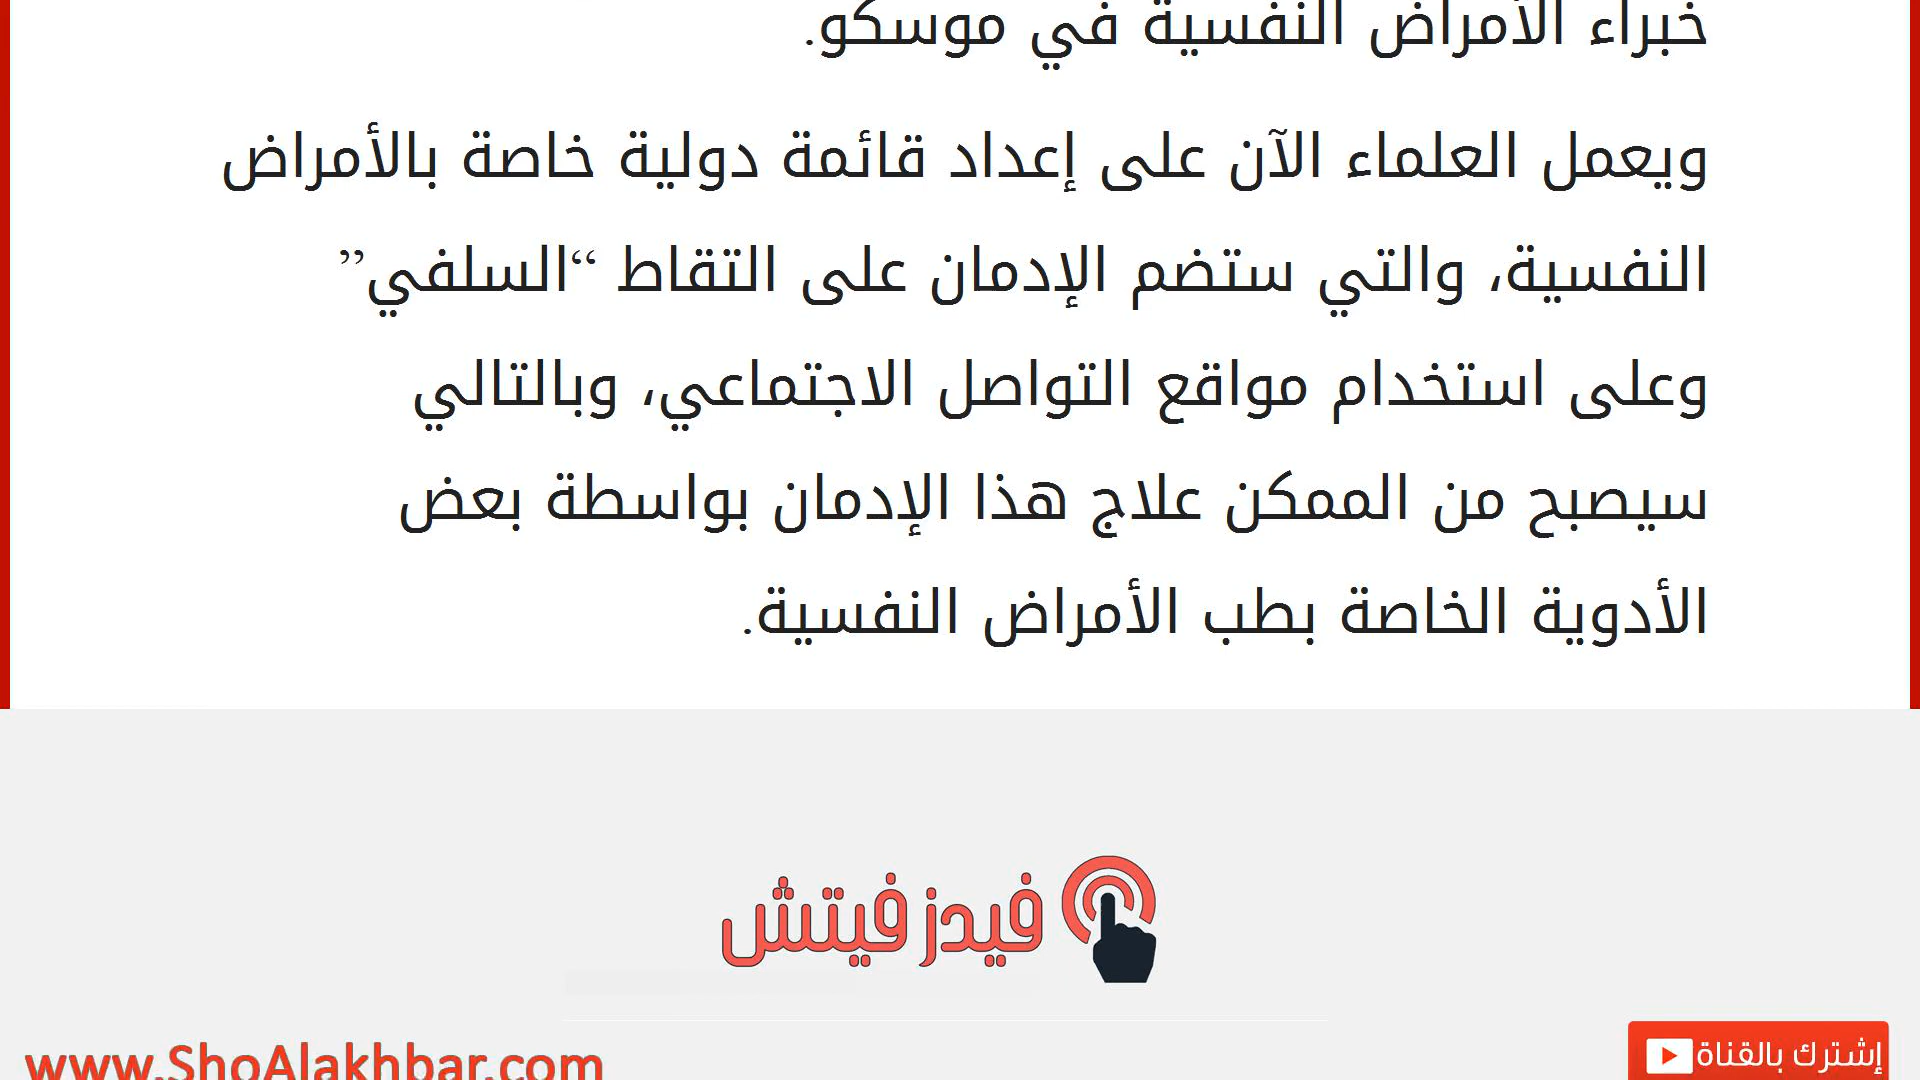 خبراء الأمراض النفسية في موسكو.
ويعمل العلماء الآن على إعداد قائمة دولية خاصة بالأمراض
النفسية، والتي ستضم الإدمان على التقاط “السلفي”
وعلى استخدام مواقع التواصل الاجتماعي، وبالتالي
سيصبح من الممكن علاج هذا الإدمان بواسطة بعض
الأدوية الخاصة بطب الأمراض النفسية.
فيدز فيتش
www.ShoAlakhbar.com
إشترك بالقناة